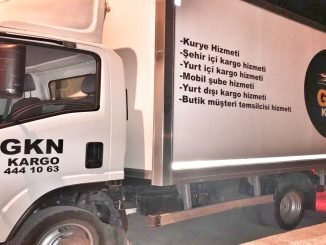 -Kurye Hizmeti
-Şehir içi kargo hizmeti
-Yurt içi kargo hizmeti
-Mobil şube hizmeti
-Yurt dışı kargo hizmeti
-Butik müşteri temsilcisi hizmeti
GKN
KARGO
444 10 63